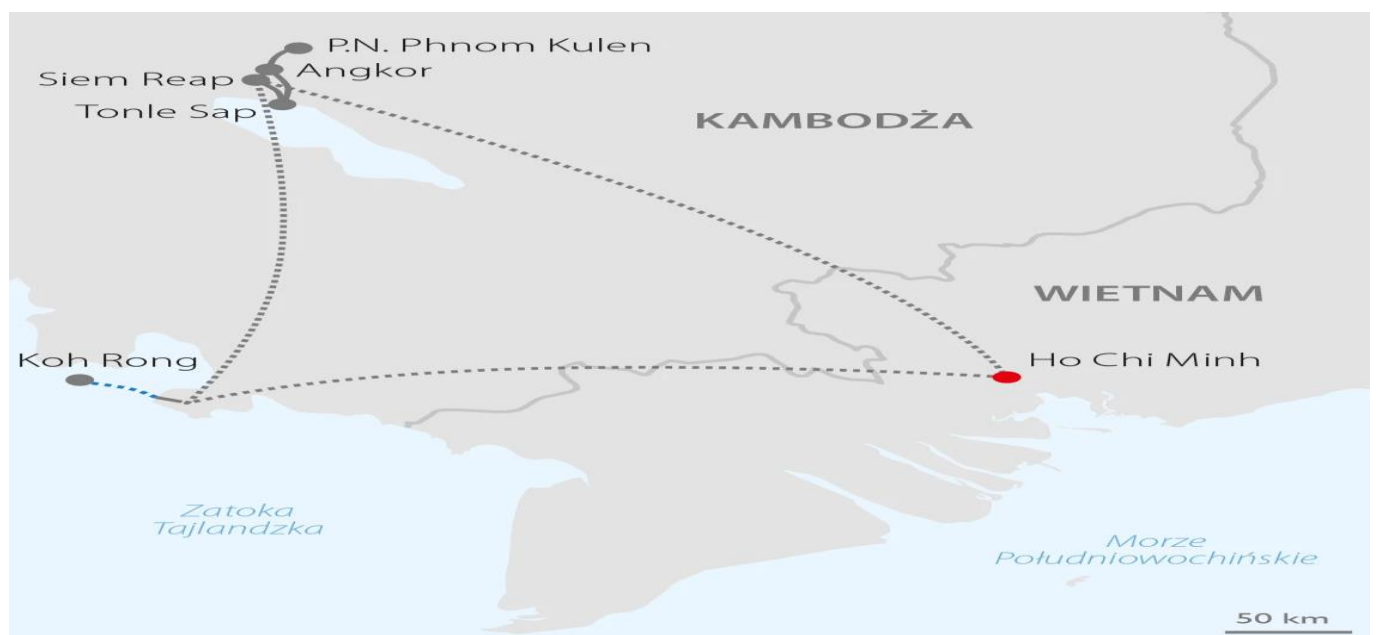 P.N. Phnom Kulen
Angkor
Siem Reap
Tonle Sap
KAMBODŻA
WIETNAM
Koh Rong
Ho Chi Minh
Zatoka
Tajlandzka
Morze
Południowochińskie
50 km